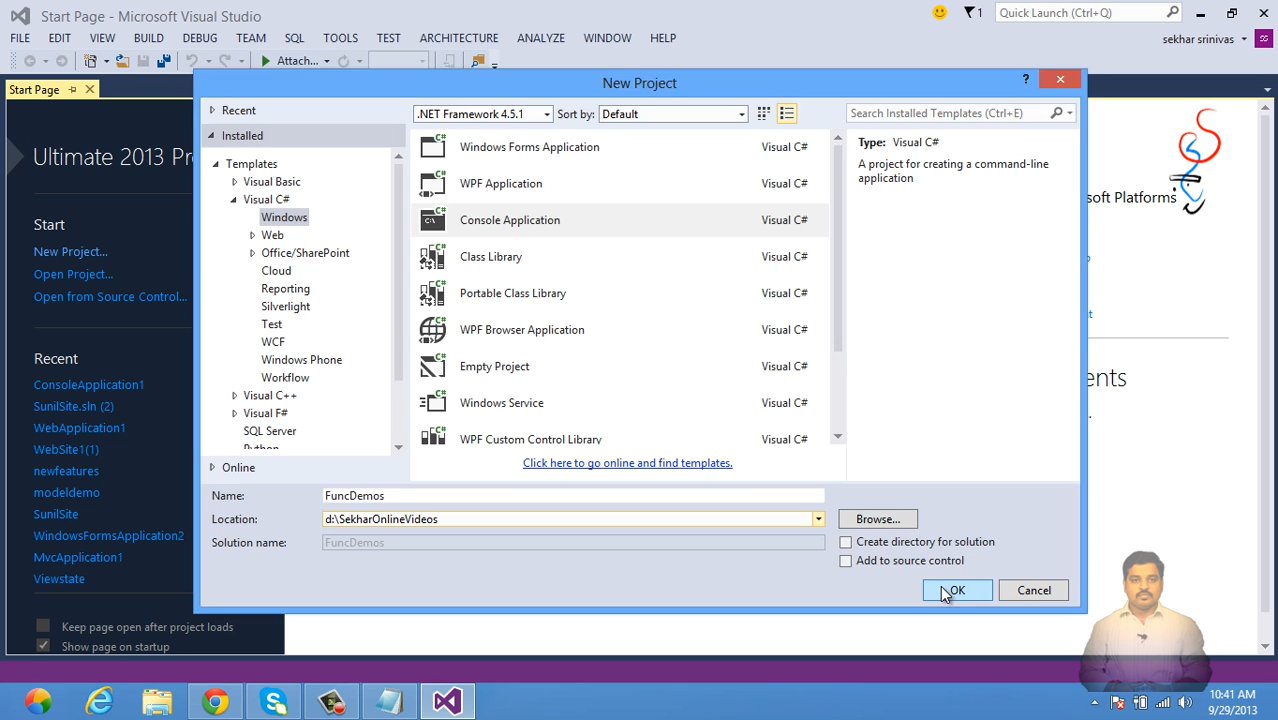 Start Page - Microsoft Visual Studio
1
Quick Launch (Ctrl+Q)
FILE EDIT VIEW BUILD DEBUG TEAM SQL TOOLS TEST ARCHITECTURE ANALYZE WINDOW HELP
sekhar srinivas
SS
Attach...
Start Page
New Project
?
Ultimate 2013 Pr
Start
New Project...
Open Project...
Open from Source Control...
Recent
ConsoleApplication1
SunilSite.sln (2)
WebApplication1
WebSite1(1)
newfeatures
modeldemo
SunilSite
WindowsFormsApplication2
MvcApplication1
Viewstate
Keep page open after project loads
Show page on startup
Recent
Installed
Templates
Visual Basic
Visual C#
Windows
Web
Office/SharePoint
Cloud
Reporting
Silverlight
Test
WCF
Windows Phone
Workflow
Visual C++
Visual F#
SQL Server
Python
Online
.NET Framework 4.5.1
Sort by: Default
Search Installed Templates (Ctrl+E)
Windows Forms Application Visual C#
WPF Application Visual C#
Console Application Visual C#
Class Library Visual C#
Portable Class Library Visual C#
WPF Browser Application Visual C#
Empty Project Visual C#
Windows Service Visual C#
WPF Custom Control Library Visual C#
Click here to go online and find templates.
Type: Visual C#
A project for creating a command-line
application
Name: FuncDemos
Location: d:\SekharOnlineVideos
Browse...
Solution name: FuncDemos
Create directory for solution
Add to source control
OK
Cancel
soft Platforms
ents
10:41 AM
9/29/2013